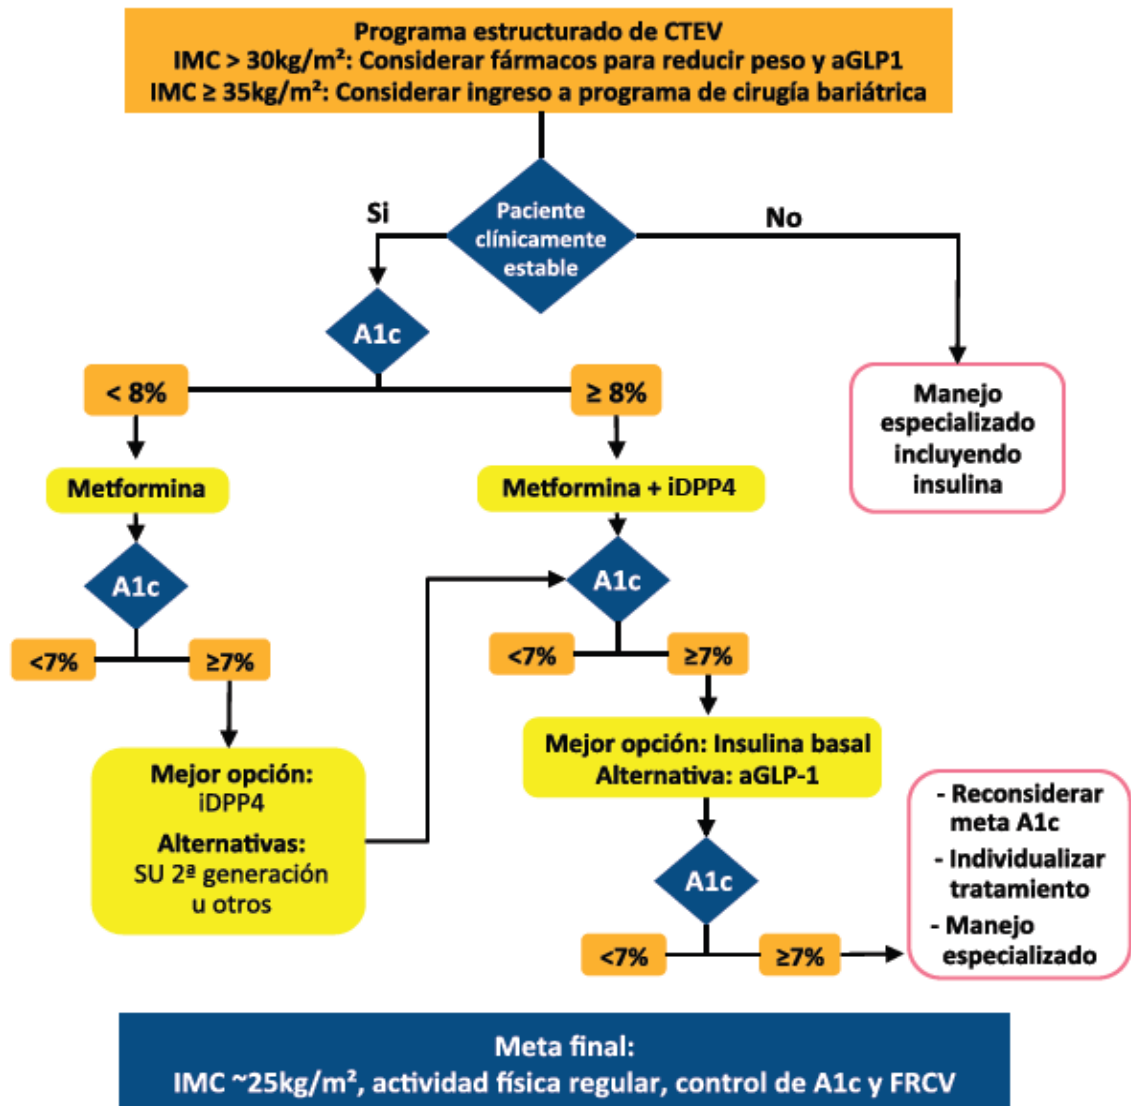 Programa estructurado de CTEV
IMC > 30kg/m²: Considerar fármacos para reducir peso y aGLP1
IMC ≥ 35kg/m²: Considerar ingreso a programa de cirugía bariátrica
Paciente
clínicamente
estable
Si
No
A1c
< 8%
≥ 8%
Manejo
especializado
incluyendo
insulina
Metformina
Metformina + iDPP4
A1c
A1c
<7%
≥7%
<7%
≥7%
Mejor opción:
iDPP4
Alternativas:
SU 2ª generación
u otros
Mejor opción: Insulina basal
Alternativa: aGLP-1
A1c
<7%
≥7%
- Reconsiderar
meta A1c
- Individualizar
tratamiento
- Manejo
especializado
Meta final:
IMC ~25kg/m², actividad física regular, control de A1c y FRCV